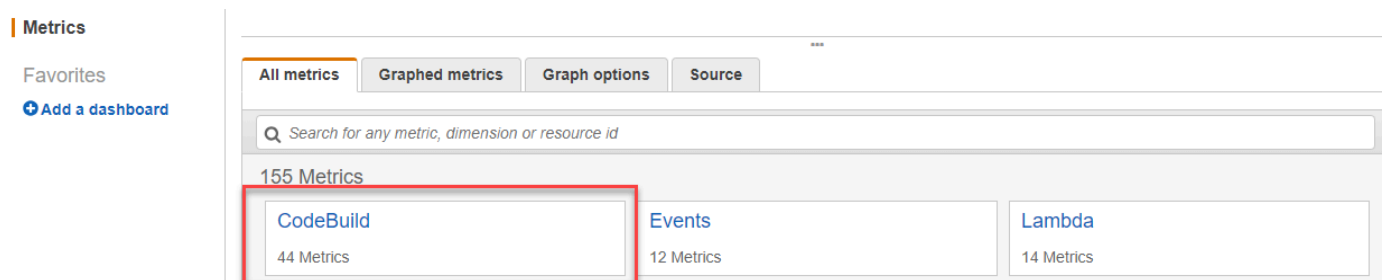 Metrics
Favorites
Add a dashboard
All metrics Graphed metrics Graph options Source
Search for any metric, dimension or resource id
155 Metrics
CodeBuild Events Lambda
44 Metrics 12 Metrics 14 Metrics